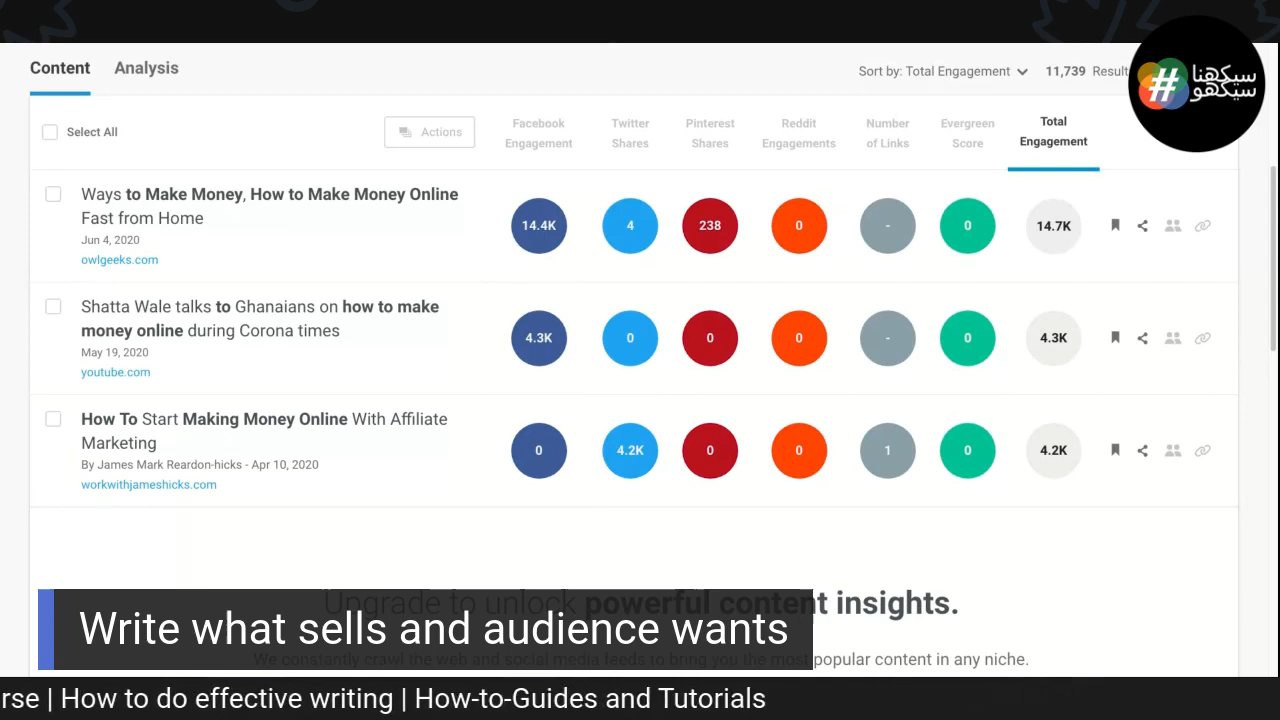 Content Analysis
Sort by: Total Engagement 11,739 Result
#
سیکھنا
سیکھو
Select All
Actions
Facebook Engagement
Twitter Shares
Pinterest Shares
Reddit Engagements
Number of Links
Evergreen Score
Total Engagement
Ways to Make Money, How to Make Money Online
Fast from Home
Jun 4, 2020
owlgeeks.com
14.4K 4 238 0 - 0 14.7K
Shatta Wale talks to Ghanaians on how to make
money online during Corona times
May 19, 2020
youtube.com
4.3K 0 0 0 - 0 4.3K
How To Start Making Money Online With Affiliate
Marketing
By James Mark Reardon-hicks - Apr 10, 2020
workwithjameshicks.com
0 4.2K 0 0 1 0 4.2K
Upgrade to unlock powerful content insights.
Write what sells and audience wants
We constantly crawl the web and social media feeds to bring you the most popular content in any niche.
rse | How to do effective writing | How-to-Guides and Tutorials